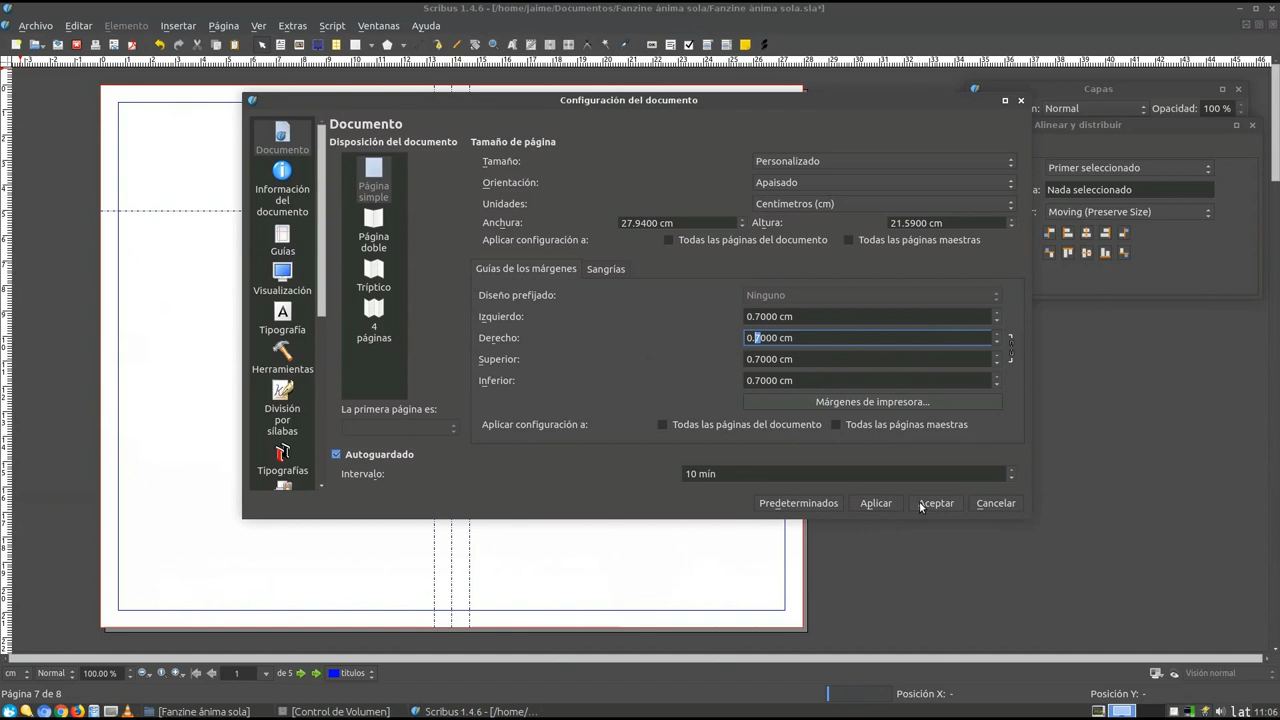 Scribus 1.4.6 - [/home/jaime/Documentos/Fanzine ánima sola/Fanzine ánima sola.sla*]
Archivo Editar Elemento Insertar Página Ver Extras Script Ventanas Ayuda
Configuración del documento
Capas
Normal Opacidad: 100 %
Alinear y distribuir
Primer seleccionado
Nada seleccionado
Moving (Preserve Size)
Documento
Información del documento
Guías
Visualización
Tipografía
Herramientas
División por sílabas
Tipografías
Documento
Disposición del documento
Página simple
Página doble
Tríptico
4 páginas
La primera página es:
Autoguardado
Intervalo: 10 mín
Tamaño de página
Tamaño: Personalizado
Orientación: Apaisado
Unidades: Centímetros (cm)
Anchura: 27.9400 cm Altura: 21.5900 cm
Aplicar configuración a: Todas las páginas del documento Todas las páginas maestras
Guías de los márgenes Sangrías
Diseño prefijado: Ninguno
Izquierdo: 0.7000 cm
Derecho: 0.7000 cm
Superior: 0.7000 cm
Inferior: 0.7000 cm
Márgenes de impresora...
Aplicar configuración a: Todas las páginas del documento Todas las páginas maestras
Predeterminados Aplicar Aceptar Cancelar
cm Normal 100.00 % 1 de 5 titulos Visión normal
Página 7 de 8 Posición X: - Posición Y: -
[Fanzine ánima sola] [Control de Volumen] Scribus 1.4.6 - [/home/... lat 11:06